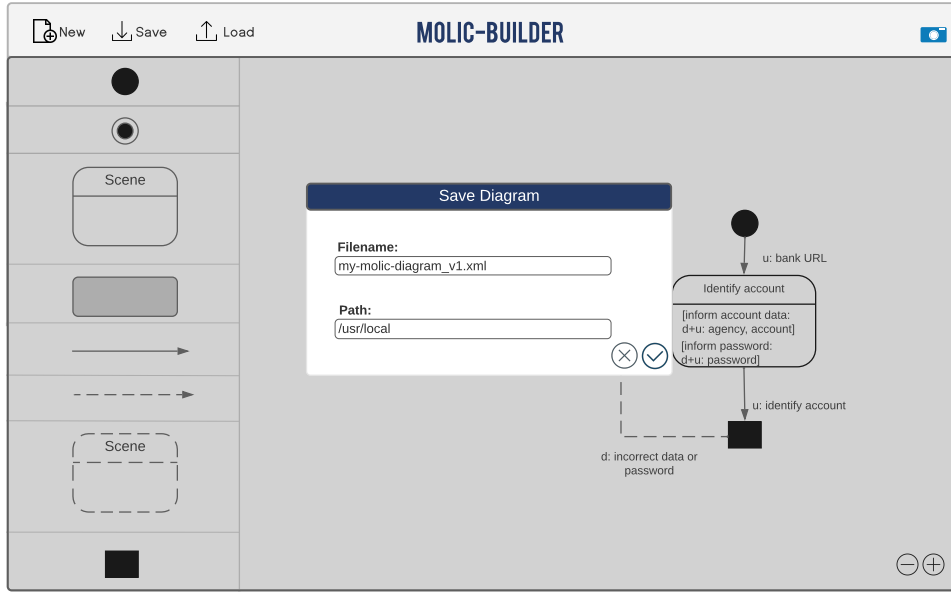 New
Save
Load
MOLIC-BUILDER
Scene
Scene
Save Diagram
Filename:
my-molic-diagram_v1.xml
Path:
/usr/local
u: bank URL
Identify account
[inform account data:
d+u: agency, account]
[inform password:
d+u: password]
u: identify account
d: incorrect data or
password